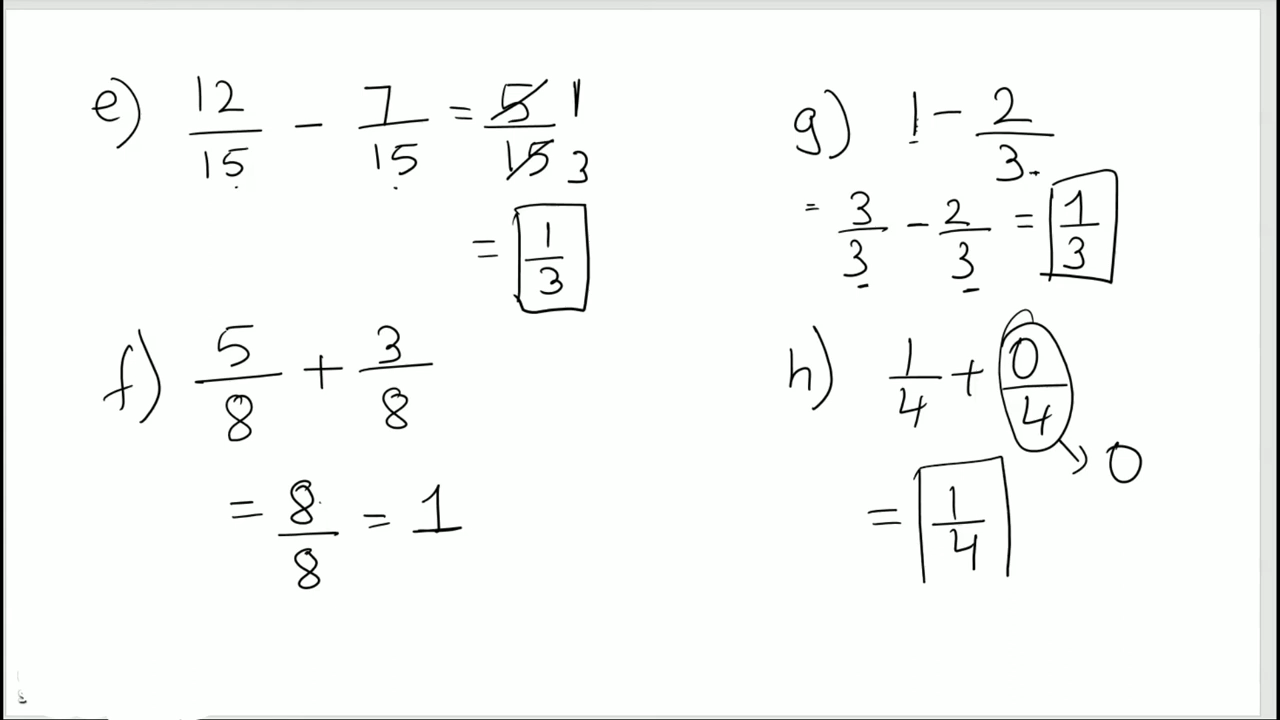 e) 12/15 - 7/15 = 5/15 1/3
= 1/3
f) 5/8 + 3/8
= 8/8 = 1
g) 1 - 2/3
= 3/3 - 2/3 = 1/3
h) 1/4 + 0/4 → 0
= 1/4